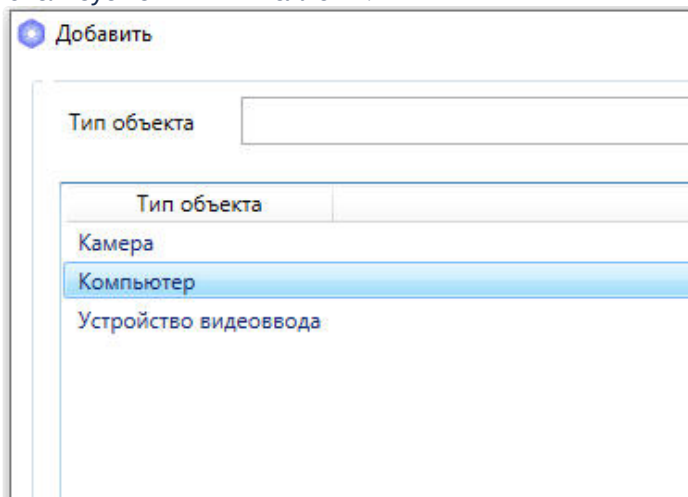 Добавить
Тип объекта
Тип объекта
Камера
Компьютер
Устройство видеоввода